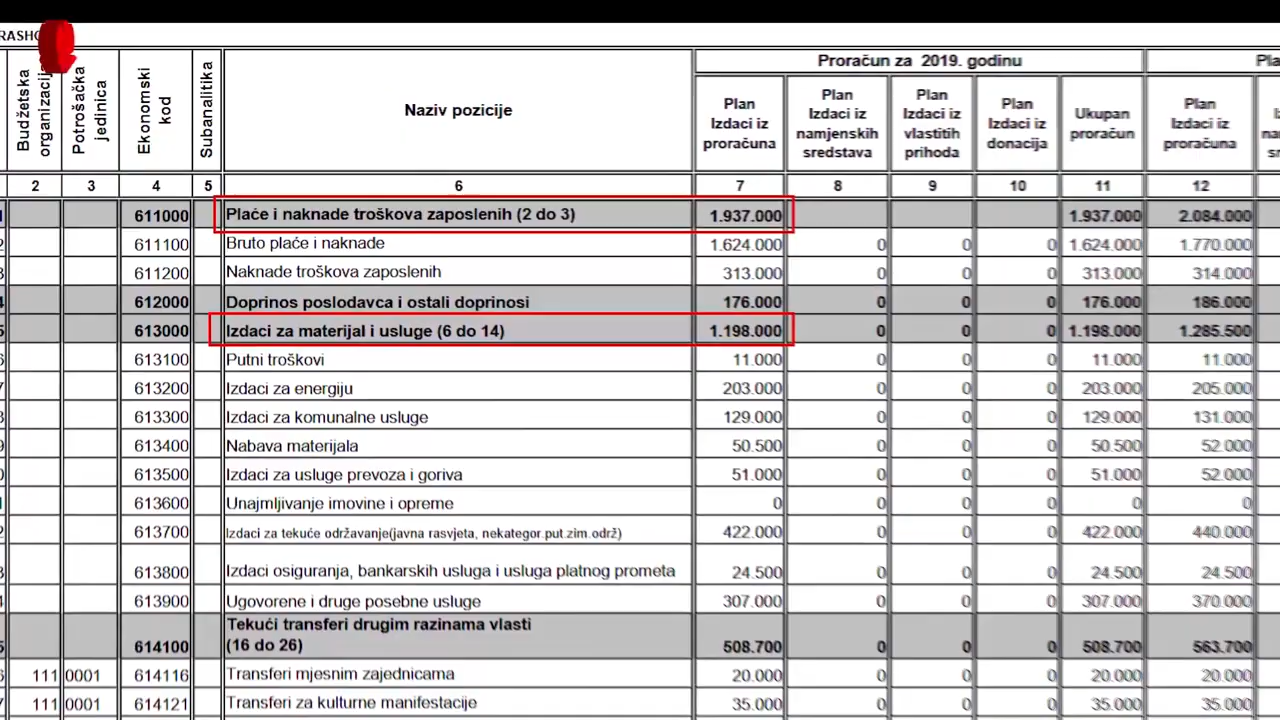 Budžetska organizacija
Potrošačka jedinica
Ekonomski kod
Subanalitika
Naziv pozicije
Proračun za 2019. godinu
Plan Izdaci iz proračuna
Plan Izdaci iz namjenskih sredstava
Plan Izdaci iz vlastitih prihoda
Plan Izdaci iz donacija
Ukupan proračun
Plan Izdaci iz proračuna
2 3 4 5 6 7 8 9 10 11 12
611000 Plaće i naknade troškova zaposlenih (2 do 3) 1.937.000 1.937.000 2.084.000
611100 Bruto plaće i naknade 1.624.000 0 0 0 1.624.000 1.770.000
611200 Naknade troškova zaposlenih 313.000 0 0 0 313.000 314.000
612000 Doprinos poslodavca i ostali doprinosi 176.000 0 0 0 176.000 186.000
613000 Izdaci za materijal i usluge (6 do 14) 1.198.000 0 0 0 1.198.000 1.285.500
613100 Putni troškovi 11.000 0 0 0 11.000 11.000
613200 Izdaci za energiju 203.000 0 0 0 203.000 205.000
613300 Izdaci za komunalne usluge 129.000 0 0 0 129.000 131.000
613400 Nabava materijala 50.500 0 0 0 50.500 52.000
613500 Izdaci za usluge prevoza i goriva 51.000 0 0 0 51.000 52.000
613600 Unajmljivanje imovine i opreme 0 0 0 0 0 0
613700 Izdaci za tekuće održavanje(javna rasvjeta, nekategor.put.zim.održ) 422.000 0 0 0 422.000 440.000
613800 Izdaci osiguranja, bankarskih usluga i usluga platnog prometa 24.500 0 0 0 24.500 24.500
613900 Ugovorene i druge posebne usluge 307.000 0 0 0 307.000 370.000
Tekući transferi drugim razinama vlasti
614100 (16 do 26) 508.700 0 0 0 508.700 563.700
111 0001 614116 Transferi mjesnim zajednicama 20.000 0 0 0 20.000 20.000
111 0001 614121 Transferi za kulturne manifestacije 35.000 0 0 0 35.000 35.000